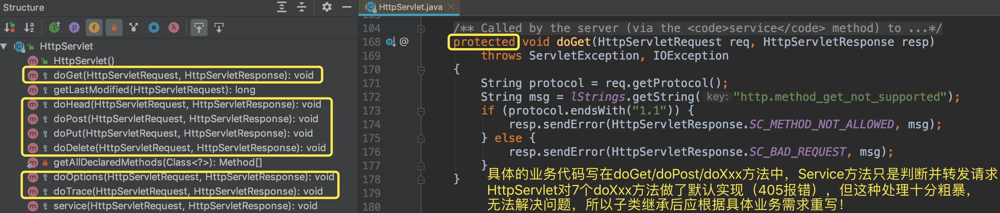 Structure
HttpServlet
HttpServlet()
doGet(HttpServletRequest, HttpServletResponse): void
getLastModified(HttpServletRequest): long
doHead(HttpServletRequest, HttpServletResponse): void
doPost(HttpServletRequest, HttpServletResponse): void
doPut(HttpServletRequest, HttpServletResponse): void
doDelete(HttpServletRequest, HttpServletResponse): void
getAllDeclaredMethods(Class<?>): Method[]
doOptions(HttpServletRequest, HttpServletResponse): void
doTrace(HttpServletRequest, HttpServletResponse): void
service(HttpServletRequest, HttpServletResponse): void
HttpServlet.java
104 /** Called by the server (via the <code>service</code> method) to ...*/
168 @ protected void doGet(HttpServletRequest req, HttpServletResponse resp)
169 throws ServletException, IOException
170 {
171 String protocol = req.getProtocol();
172 String msg = lStrings.getString( key: "http.method_get_not_supported");
173 if (protocol.endsWith("1.1")) {
174 resp.sendError(HttpServletResponse.SC_METHOD_NOT_ALLOWED, msg);
175 } else {
176 resp.sendError(HttpServletResponse.SC_BAD_REQUEST, msg);
177 }
178 }
179
180
具体的业务代码写在doGet/doPost/doXxx方法中，Service方法只是判断并转发请求
HttpServlet对7个doXxx方法做了默认实现（405报错），但这种处理十分粗暴，
无法解决问题，所以子类继承后应根据具体业务需求重写！